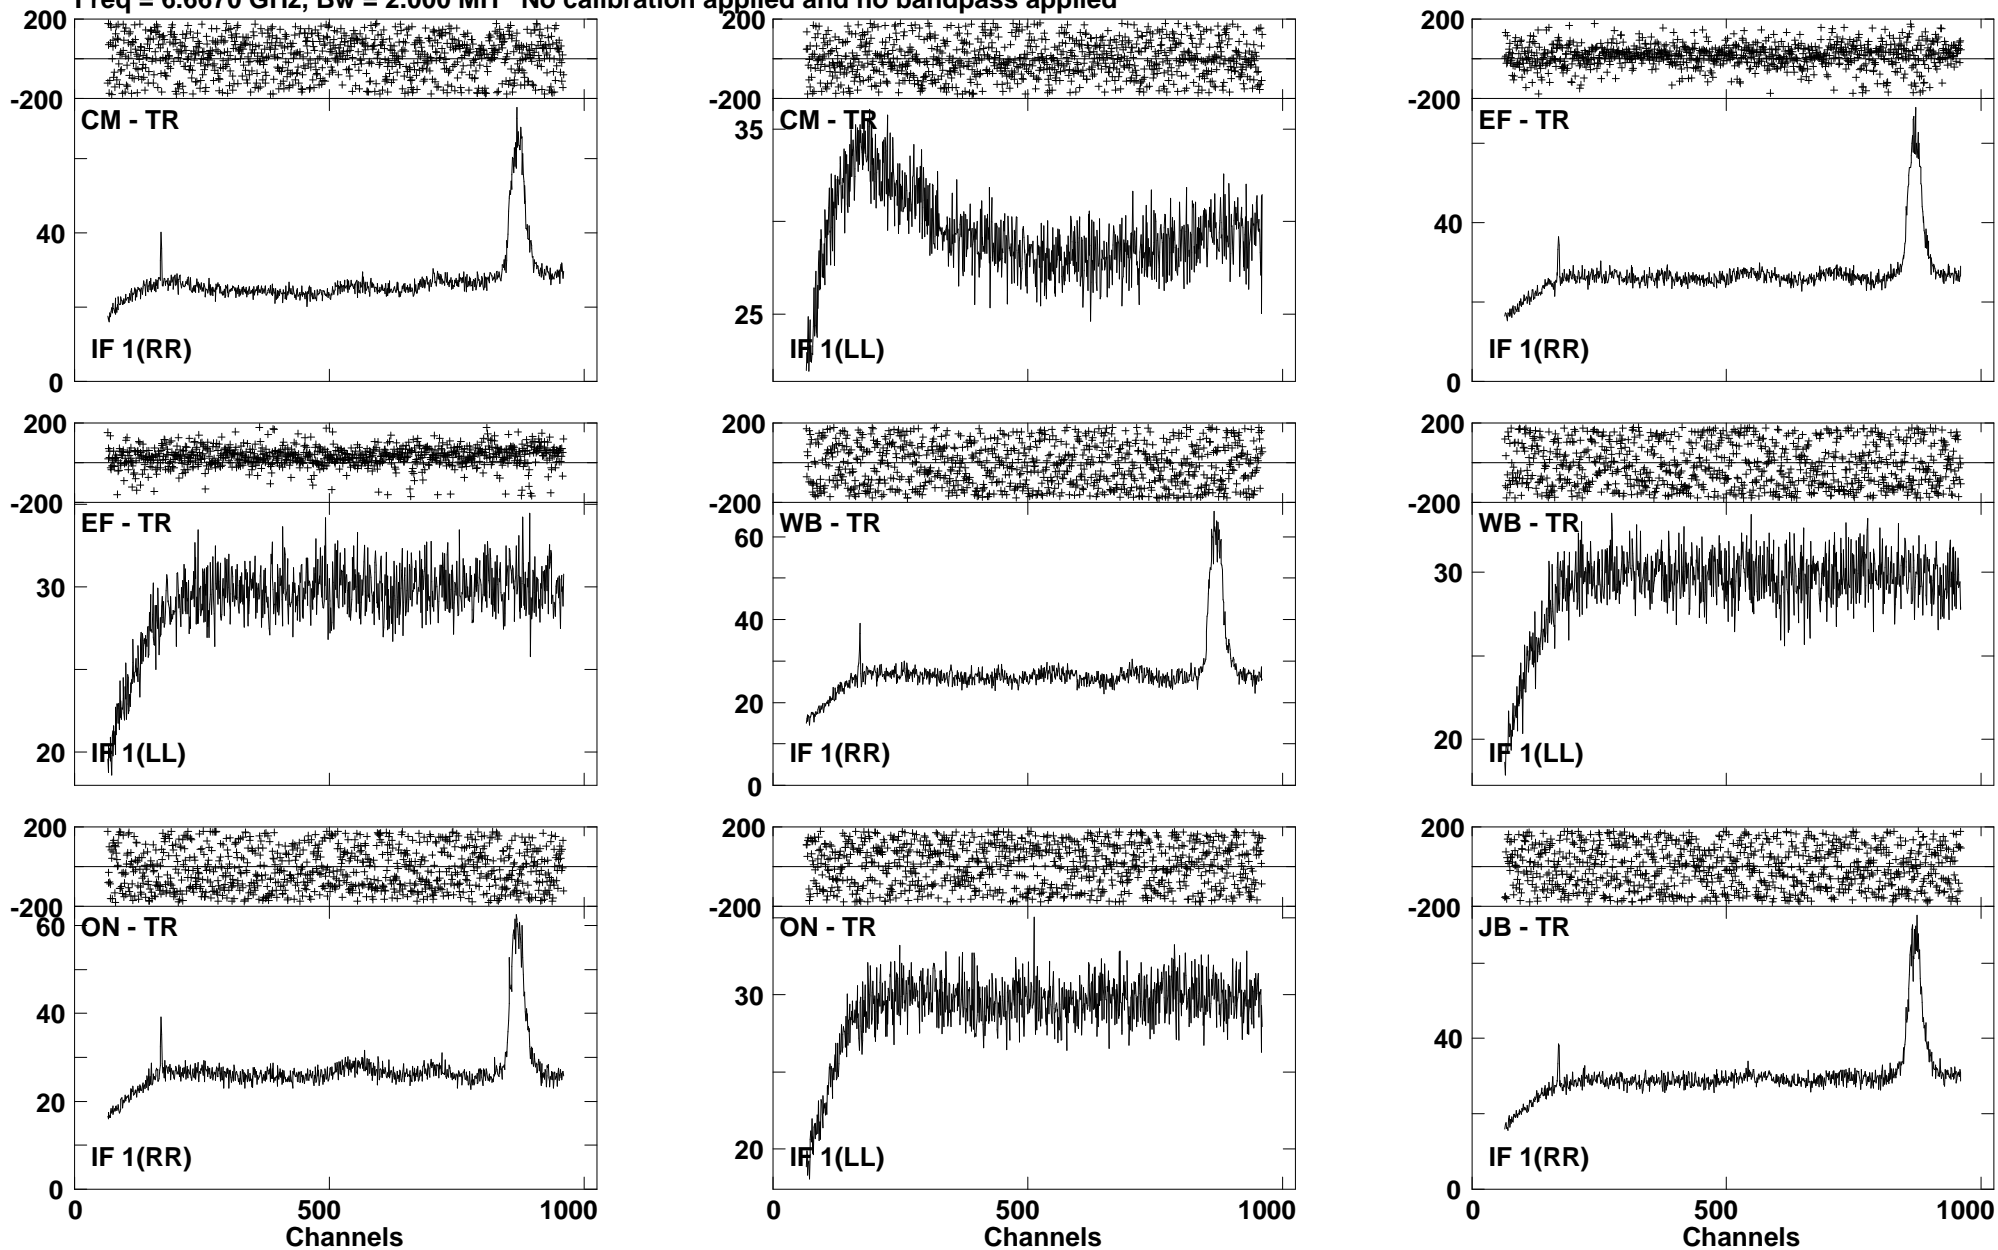 Freq = 6.6670 GHz, Bw = 2.000 MH No calibration applied and no bandpass applied
200
-200
CM - TR
40
IF 1(RR)
0
200
-200
CM - TR
35
25
IF 1(LL)
200
-200
EF - TR
40
IF 1(RR)
0
200
-200
EF - TR
30
20
IF 1(LL)
200
-200
WB - TR
60
40
20
IF 1(RR)
0
200
-200
WB - TR
30
20
IF 1(LL)
200
-200
60
ON - TR
40
20
IF 1(RR)
0
0 500 1000
Channels
200
-200
ON - TR
30
20
IF 1(LL)
0 500 1000
Channels
200
-200
JB - TR
40
IF 1(RR)
0
0 500 1000
Channels